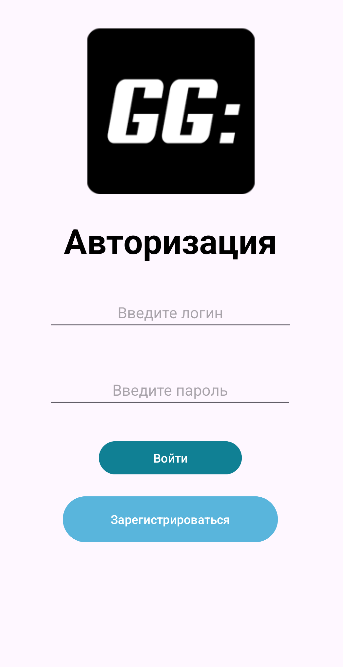 GG:
Авторизация
Введите логин
Введите пароль
Войти
Зарегистрироваться